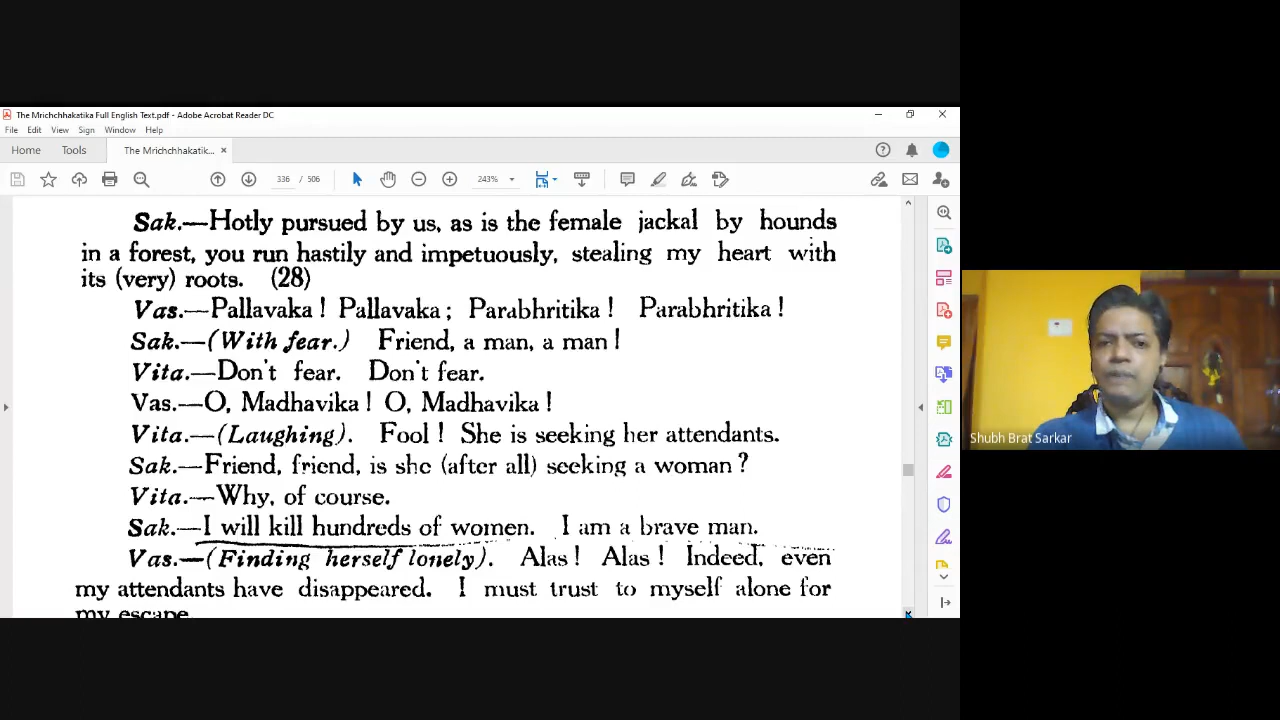 The Mrichchhakatika Full English Text.pdf - Adobe Acrobat Reader DC
File Edit View Sign Window Help
Home Tools The Mrichchhakatik... ×
336 / 506 243%
Sak.—Hotly pursued by us, as is the female jackal by hounds
in a forest, you run hastily and impetuously, stealing my heart with
its (very) roots. (28)
Vas.—Pallavaka ! Pallavaka ; Parabhritika ! Parabhritika !
Sak.—(With fear.) Friend, a man, a man !
Vita.—Don't fear. Don't fear.
Vas.—O, Madhavika ! O, Madhavika !
Vita.—(Laughing). Fool ! She is seeking her attendants.
Sak.—Friend, friend, is she (after all) seeking a woman ?
Vita.—Why, of course.
Sak.—I will kill hundreds of women. I am a brave man.
Vas.—(Finding herself lonely). Alas ! Alas ! Indeed, even
my attendants have disappeared. I must trust to myself alone for
my escape.
Shubh Brat Sarkar